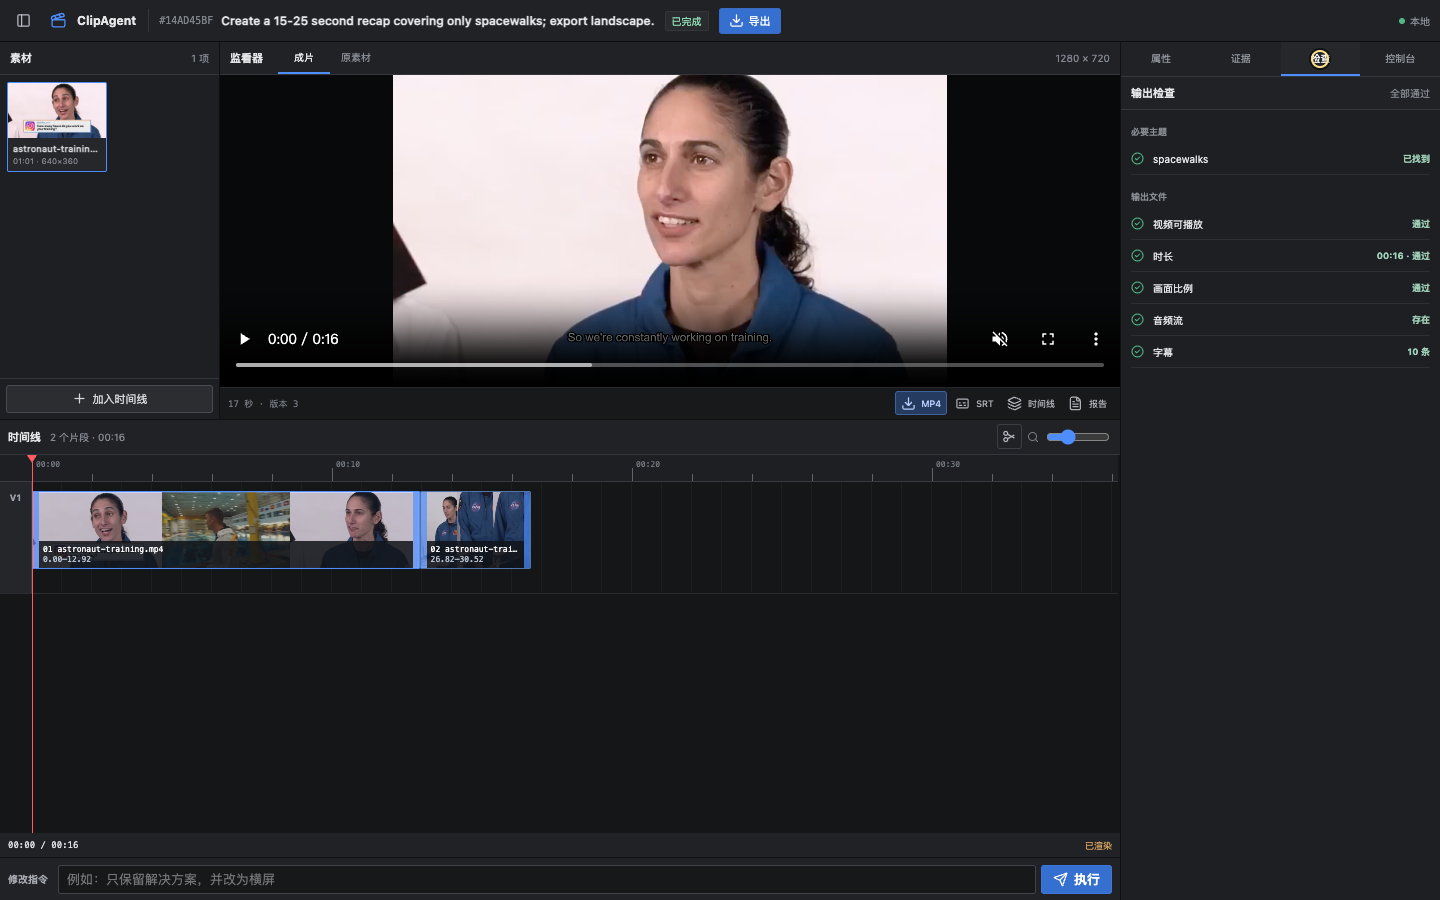 ClipAgent
#14AD45BF
Create a 15-25 second recap covering only spacewalks; export landscape.
已完成
导出
本地
素材
1 项
astronaut-trainin...
01:01 · 640×360
加入时间线
监看器
成片
原素材
1280 × 720
So we're constantly working on training.
0:00 / 0:16
17 秒 · 版本 3
MP4
SRT
时间线
报告
属性
证据
检查
控制台
输出检查
全部通过
必要主题
spacewalks
已找到
输出文件
视频可播放
通过
时长
00:16 · 通过
画面比例
通过
音频流
存在
字幕
10 条
时间线
2 个片段 · 00:16
00:00
00:10
00:20
00:30
V1
01 astronaut-training.mp4
0.00–12.92
02 astronaut-trai…
26.82–30.52
00:00 / 00:16
已渲染
修改指令
例如：只保留解决方案，并改为横屏
执行